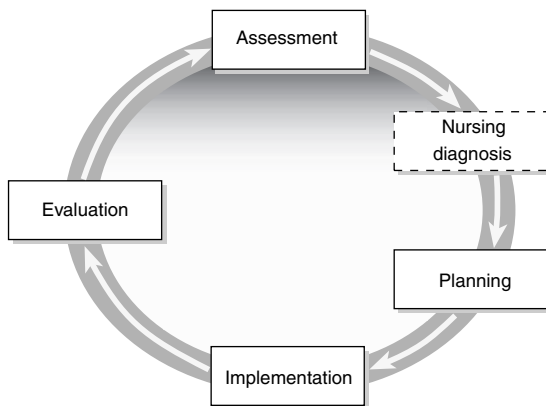 Assessment
Nursing
diagnosis
Planning
Implementation
Evaluation